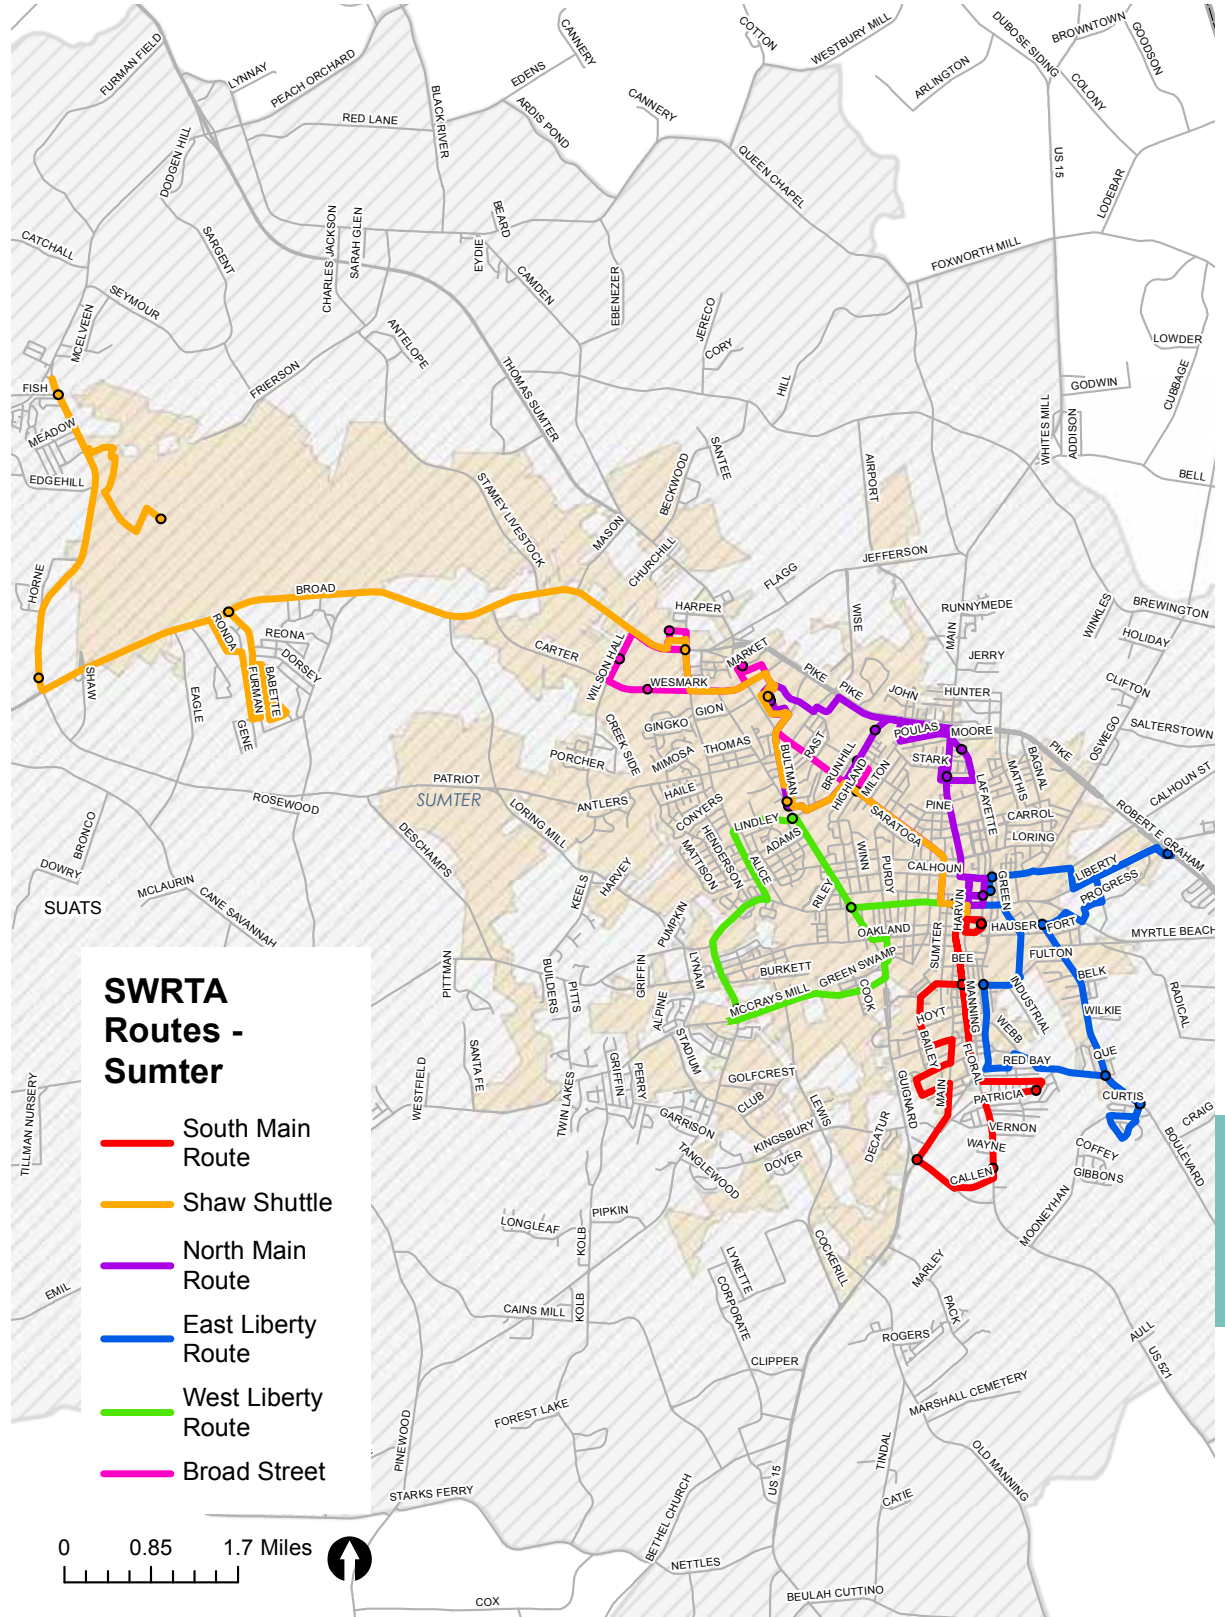 FURMAN FIELD
LYNNAY
PEACH ORCHARD
RED LANE
BLACK RIVER
EDENS
ARDIS POND
CANNERY
CANNERY
COTTON
WESTBURY MILL
ARLINGTON
DUBOSE SIDING
BROWNTOWN
GOODSON
COLONY
QUEEN CHAPEL
US 15
LODEBAR
FOXWORTH MILL
DODGEN HILL
CATCHALL
SARGENT
SEYMOUR
MCELVEEN
CHARLES JACKSON
SARAH GLEN
BEARD
EYDIE
CAMDEN
EBENEZER
ANTELOPE
FRIERSON
THOMAS SUMTER
JERECO
CORY
HILL
LOWDER
CUBBAGE
GODWIN
WHITES MILL
ADDISON
BELL
FISH
MEADOW
EDGEHILL
STAMEY LIVESTOCK
SANTEE
BECKWOOD
MASON
CHURCHILL
AIRPORT
JEFFERSON
FLAGG
HORNE
BROAD
HARPER
WISE
RUNNYMEDE
MAIN
JERRY
WINKLES
BREWINGTON
HOLIDAY
RONDA
REONA
DORSEY
BABETTE
FURMAN
GENE
EAGLE
SHAW
CARTER
WILSON HALL
WESMARK
MARKET
PIKE
PIKE
JOHN
HUNTER
CLIFTON
OSWEGO
SALTERSTOWN
GION
GINGKO
CREEK SIDE
PORCHER
MIMOSA
THOMAS
BULTMAN
RAST
BRUNHILL
HIGHLAND
MILTON
POULAS
MOORE
STARK
LAFAYETTE
MATHIS
BAGNAL
PIKE
CALHOUN ST
PATRIOT
SUMTER
ROSEWOOD
LORING MILL
ANTLERS
HAILE
CONYERS
LINDLEY
ADAMS
SARATOGA
PINE
CARROL
LORING
ROBERT E GRAHAM
BRONCO
DOWRY
MCLAURIN
CANE SAVANNAH
DESCHAMPS
KEELS
HARVEY
HENDERSON
MATTISON
ALICE
RILEY
WINN
PURDY
CALHOUN
GREEN
LIBERTY
PROGRESS
SUATS
PUMPKIN
OAKLAND
HARVIN
HAUSER
FORT
MYRTLE BEACH
PITTMAN
BUILDERS
PITTS
GRIFFIN
LYNAM
BURKETT
GREEN SWAMP
SUMTER
BEE
FULTON
BELK
RADICAL
ALPINE
MCCRAYS MILL
COOK
HOYT
MANNING
INDUSTRIAL
WEBB
WILKIE
SANTA FE
WESTFIELD
TWIN LAKES
GRIFFIN
PERRY
STADIUM
GOLFCREST
CLUB
GARRISON
KINGSBURY
DOVER
LEWIS
TANGLEWOOD
DECATUR
GUIGNARD
BAILEY
MAIN
FLORAL
RED BAY
PATRICIA
VERNON
WAYNE
CALLEN
QUE
CURTIS
CRAIG
COFFEY
GIBBONS
BOULEVARD
MOONEYHAN
TILLMAN NURSERY
EMIL
LONGLEAF
PIPKIN
KOLB
KOLB
CAINS MILL
LYNETTE
CORPORATE
CLIPPER
COCKERILL
MARLEY
PACK
ROGERS
MARSHALL CEMETERY
AULL
US 521
FOREST LAKE
PINEWOOD
STARKS FERRY
US 15
TINDAL
CATIE
OLD MANNING
BETHEL CHURCH
NETTLES
COX
BEULAH CUTTINO
SWRTA
Routes -
Sumter
South Main
Route
Shaw Shuttle
North Main
Route
East Liberty
Route
West Liberty
Route
Broad Street
0 0.85 1.7 Miles